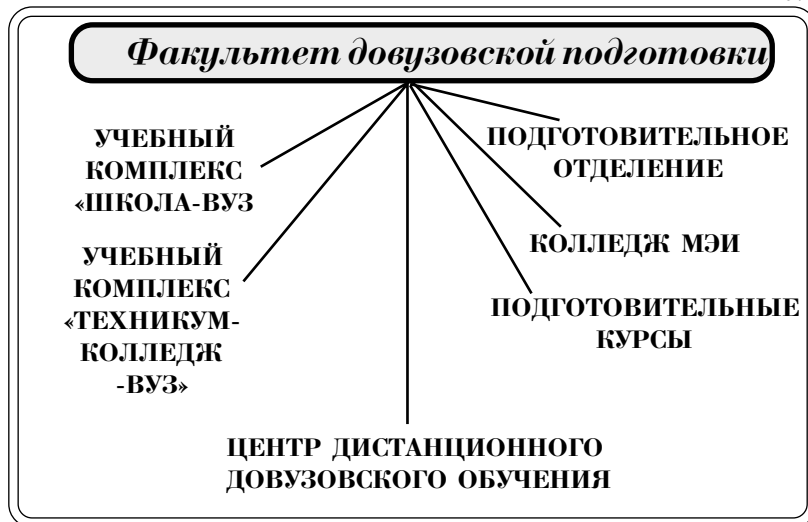 Факультет довузовской подготовки
УЧЕБНЫЙ
КОМПЛЕКС
«ШКОЛА-ВУЗ
УЧЕБНЫЙ
КОМПЛЕКС
«ТЕХНИКУМ-
КОЛЛЕДЖ
-ВУЗ»
ПОДГОТОВИТЕЛЬНОЕ
ОТДЕЛЕНИЕ
КОЛЛЕДЖ МЭИ
ПОДГОТОВИТЕЛЬНЫЕ
КУРСЫ
ЦЕНТР ДИСТАНЦИОННОГО
ДОВУЗОВСКОГО ОБУЧЕНИЯ